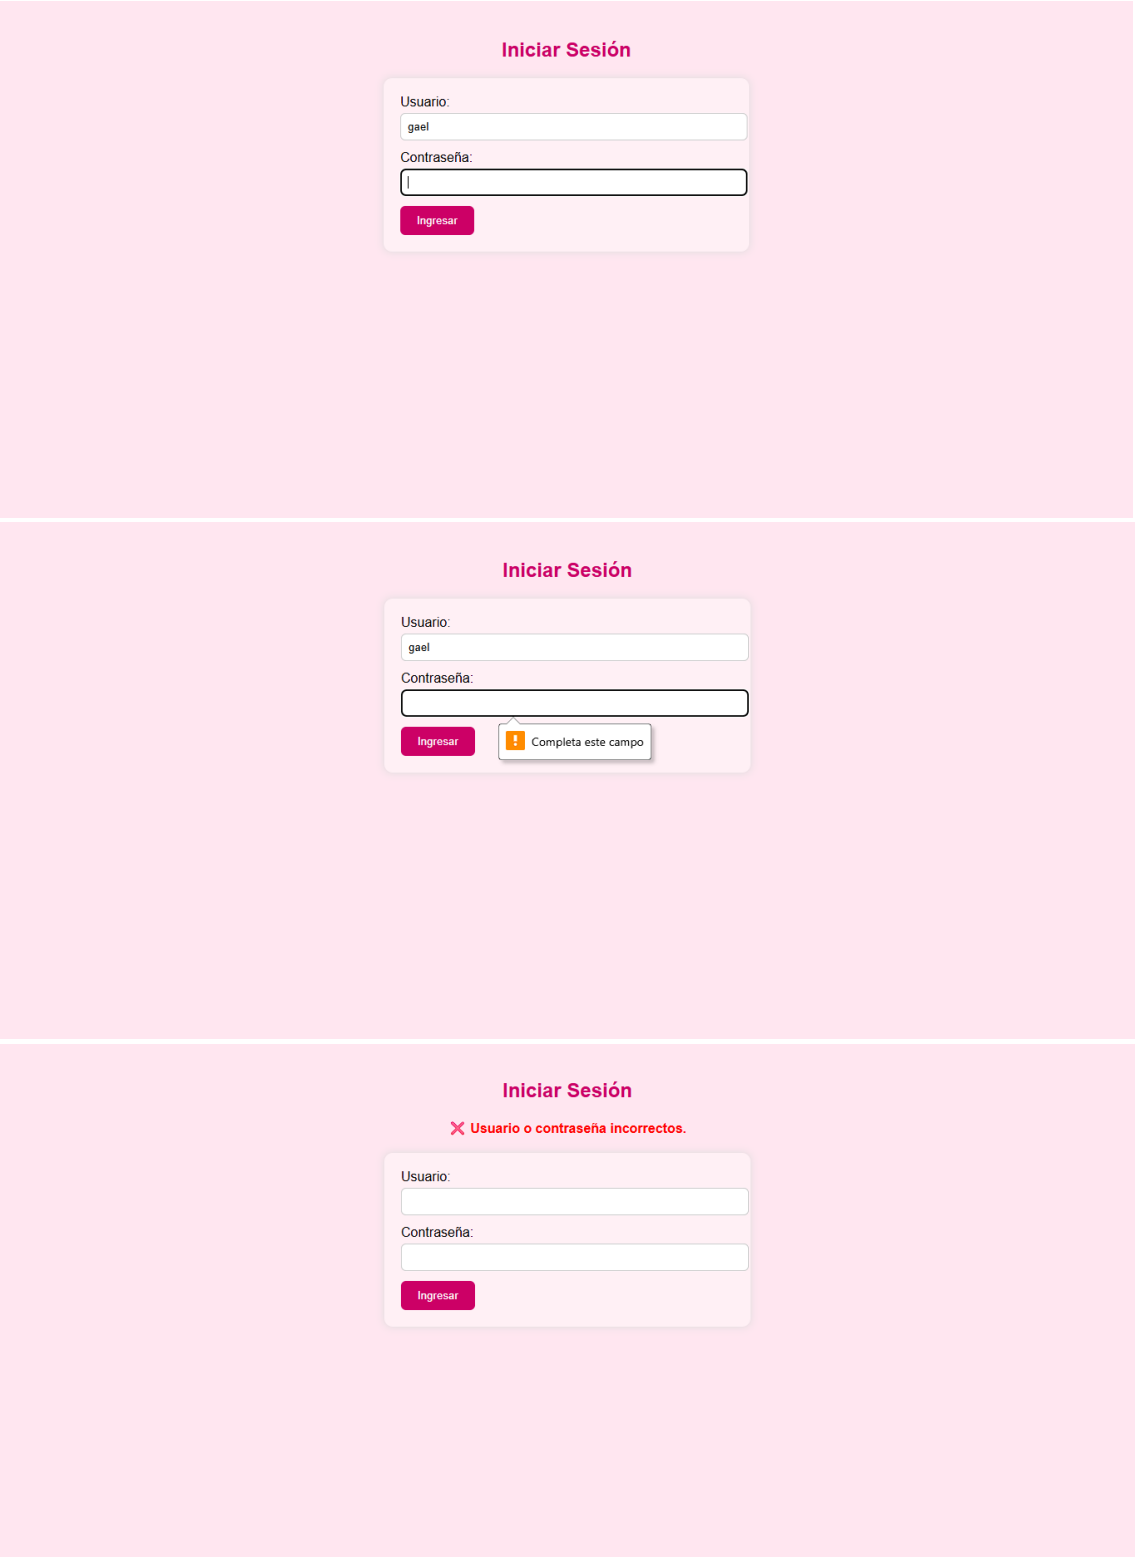 Iniciar Sesión
Usuario:
gael
Contraseña:
Ingresar
Iniciar Sesión
Usuario:
gael
Contraseña:
Ingresar
Completa este campo
Iniciar Sesión
❌ Usuario o contraseña incorrectos.
Usuario:
Contraseña:
Ingresar